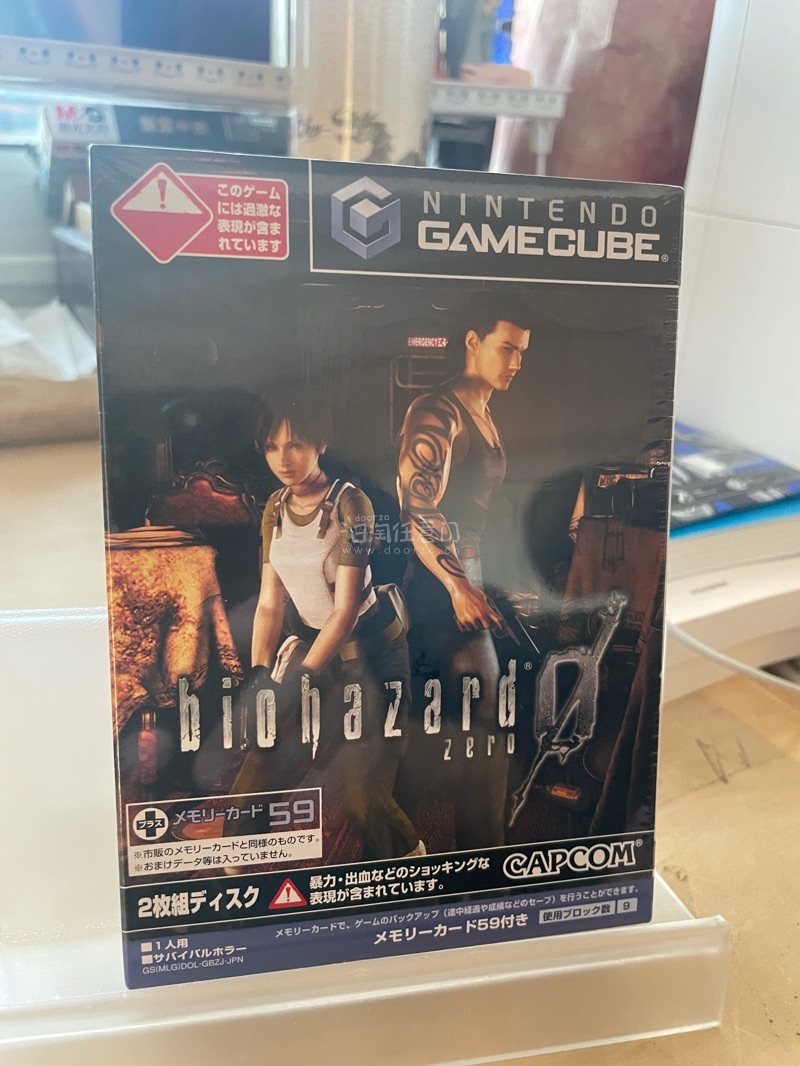 このゲーム
には過激な
表現が含ま
れています
NINTENDO
GAMECUBE®
EMERGENCY
doorzo
任意门
www.doorzo.cn
biohazard® 0
zero
プラス メモリーカード 59
※市販のメモリーカードと同様のものです。
※おまけデータ等は入っていません。
2枚組ディスク
暴力・出血などのショッキングな
表現が含まれています。
CAPCOM®
■1人用
■サバイバルホラー
GS(MLG)DOL-GBZJ-JPN
メモリーカードで、ゲームのバックアップ（途中経過や成績などのセーブ）を行うことができます。
メモリーカード59付き
使用ブロック数 9